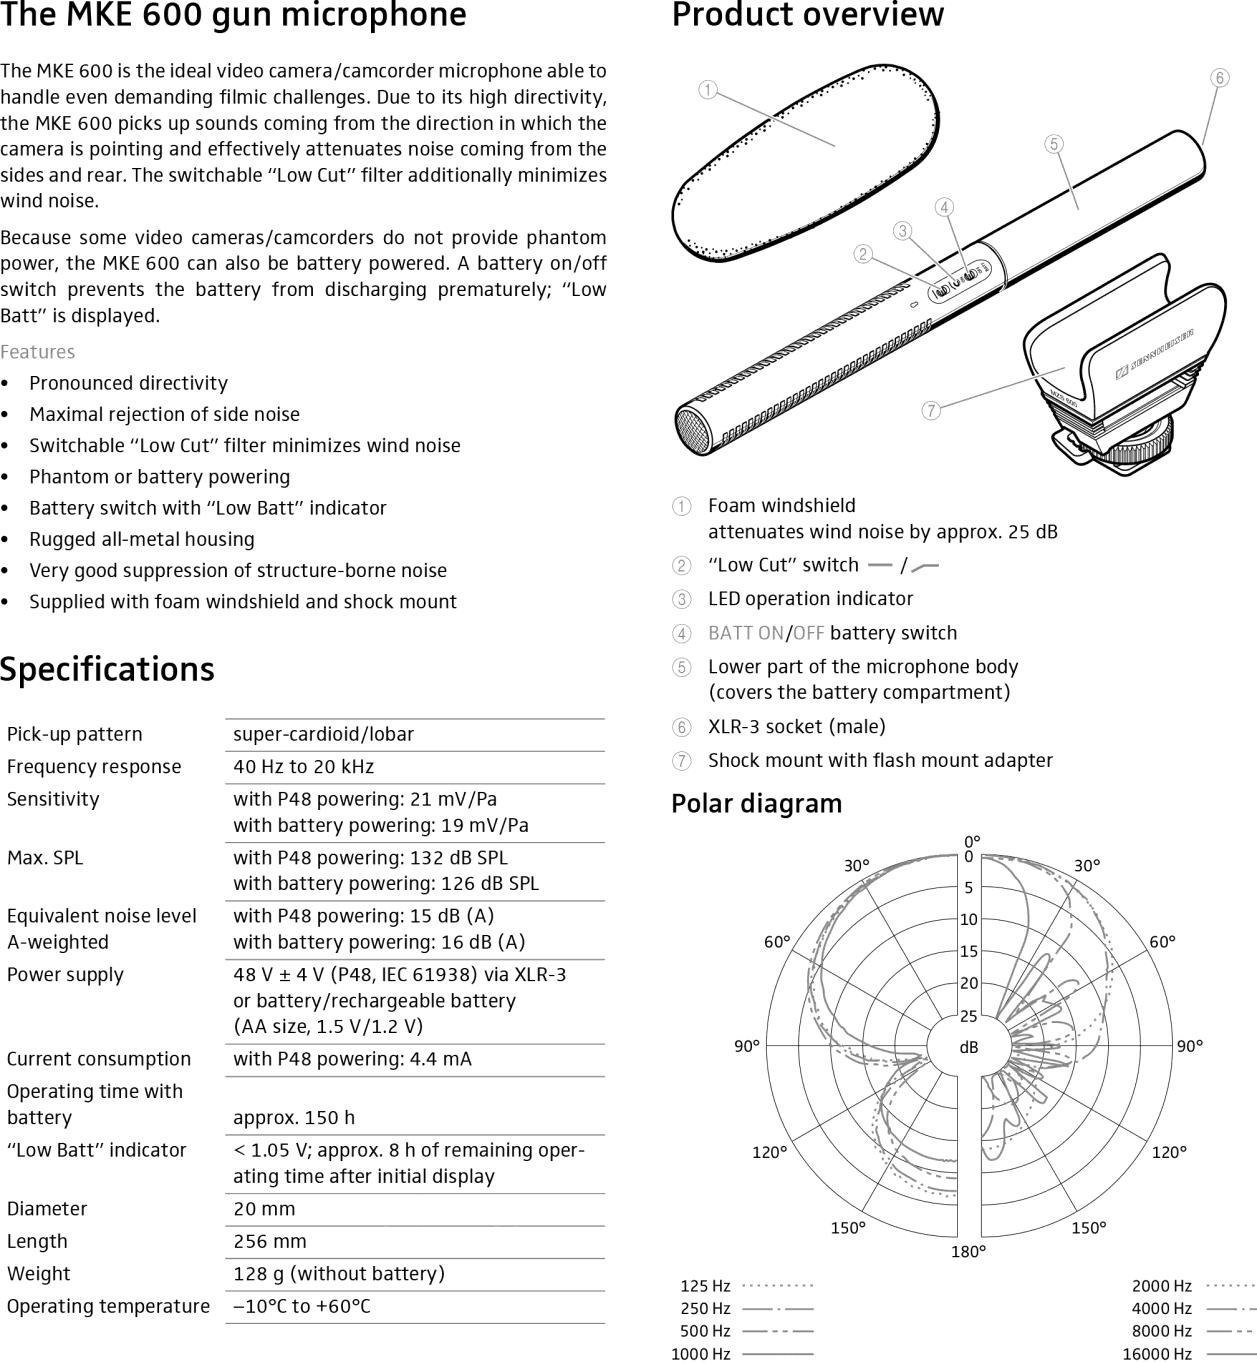 The MKE 600 gun microphone
The MKE 600 is the ideal video camera/camcorder microphone able to
handle even demanding filmic challenges. Due to its high directivity,
the MKE 600 picks up sounds coming from the direction in which the
camera is pointing and effectively attenuates noise coming from the
sides and rear. The switchable “Low Cut” filter additionally minimizes
wind noise.
Because some video cameras/camcorders do not provide phantom
power, the MKE 600 can also be battery powered. A battery on/off
switch prevents the battery from discharging prematurely; “Low
Batt” is displayed.
Features
• Pronounced directivity
• Maximal rejection of side noise
• Switchable “Low Cut” filter minimizes wind noise
• Phantom or battery powering
• Battery switch with “Low Batt” indicator
• Rugged all-metal housing
• Very good suppression of structure-borne noise
• Supplied with foam windshield and shock mount
Specifications
Pick-up pattern super-cardioid/lobar
Frequency response 40 Hz to 20 kHz
Sensitivity with P48 powering: 21 mV/Pa
with battery powering: 19 mV/Pa
Max. SPL with P48 powering: 132 dB SPL
with battery powering: 126 dB SPL
Equivalent noise level with P48 powering: 15 dB (A)
A-weighted with battery powering: 16 dB (A)
Power supply 48 V ± 4 V (P48, IEC 61938) via XLR-3
or battery/rechargeable battery
(AA size, 1.5 V/1.2 V)
Current consumption with P48 powering: 4.4 mA
Operating time with
battery approx. 150 h
“Low Batt” indicator < 1.05 V; approx. 8 h of remaining oper-
ating time after initial display
Diameter 20 mm
Length 256 mm
Weight 128 g (without battery)
Operating temperature –10°C to +60°C
Product overview
①
⑥
⑤
④
③
②
SENNHEISER
MZS 600
⑦
① Foam windshield
attenuates wind noise by approx. 25 dB
② “Low Cut” switch /
③ LED operation indicator
④ BATT ON/OFF battery switch
⑤ Lower part of the microphone body
(covers the battery compartment)
⑥ XLR-3 socket (male)
⑦ Shock mount with flash mount adapter
Polar diagram
0°
30° 0 30°
5
10
60° 15 60°
20
25
90° dB 90°
120° 120°
150° 150°
180°
125 Hz 2000 Hz
250 Hz 4000 Hz
500 Hz 8000 Hz
1000 Hz 16000 Hz